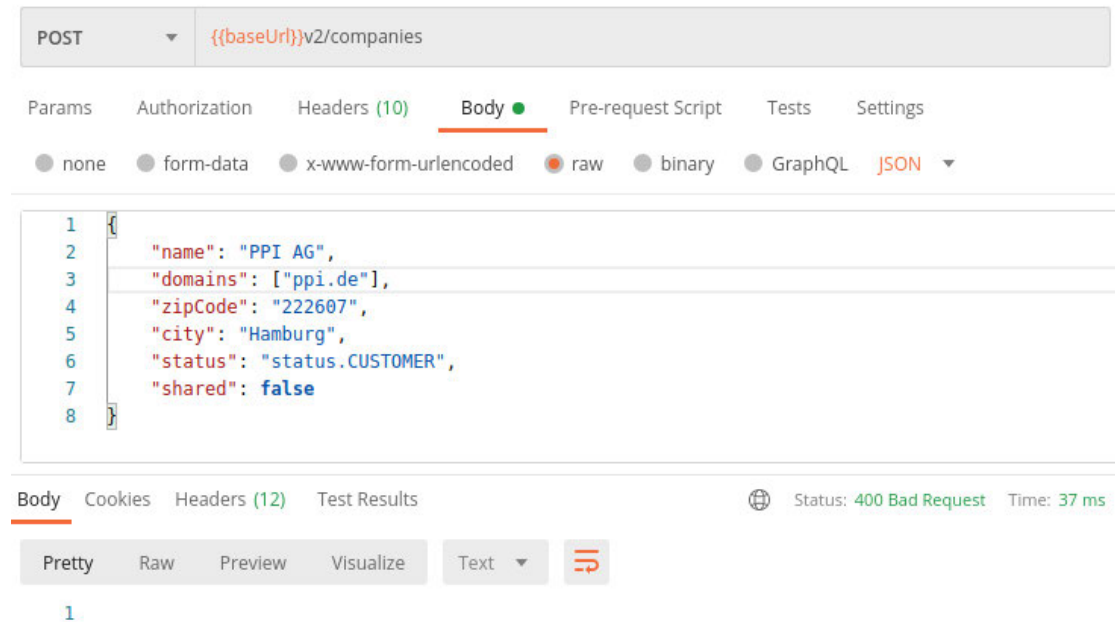 POST {{baseUrl}}v2/companies
Params Authorization Headers (10) Body Pre-request Script Tests Settings
none form-data x-www-form-urlencoded raw binary GraphQL JSON
1 {
2 "name": "PPI AG",
3 "domains": ["ppi.de"],
4 "zipCode": "222607",
5 "city": "Hamburg",
6 "status": "status.CUSTOMER",
7 "shared": false
8 }
Body Cookies Headers (12) Test Results Status: 400 Bad Request Time: 37 ms
Pretty Raw Preview Visualize Text
1